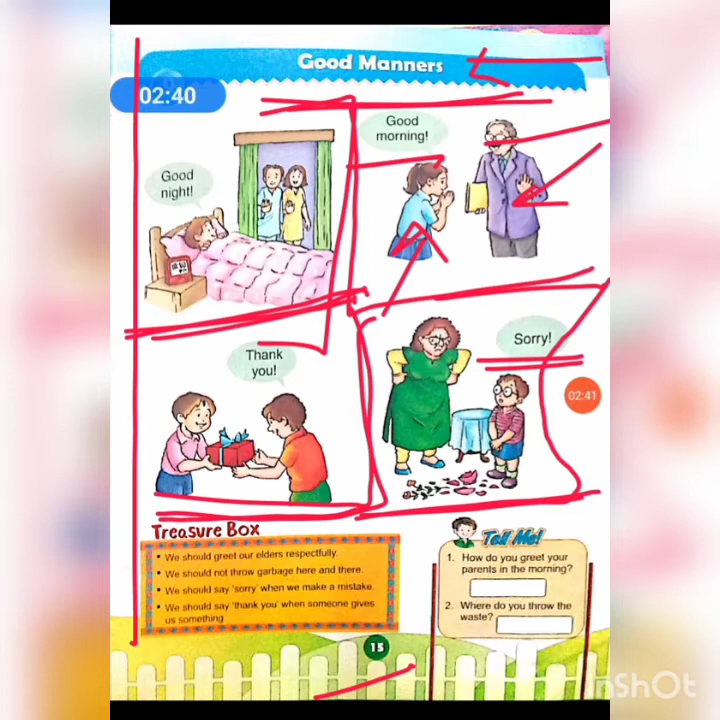 Good Manners
02:40
Good
night!
Good
morning!
Thank
you!
Sorry!
02:41
Treasure Box
• We should greet our elders respectfully.
• We should not throw garbage here and there.
• We should say 'sorry' when we make a mistake.
• We should say 'thank you' when someone gives
us something
Tell Me!
1. How do you greet your
parents in the morning?
2. Where do you throw the
waste?
15
InShOt